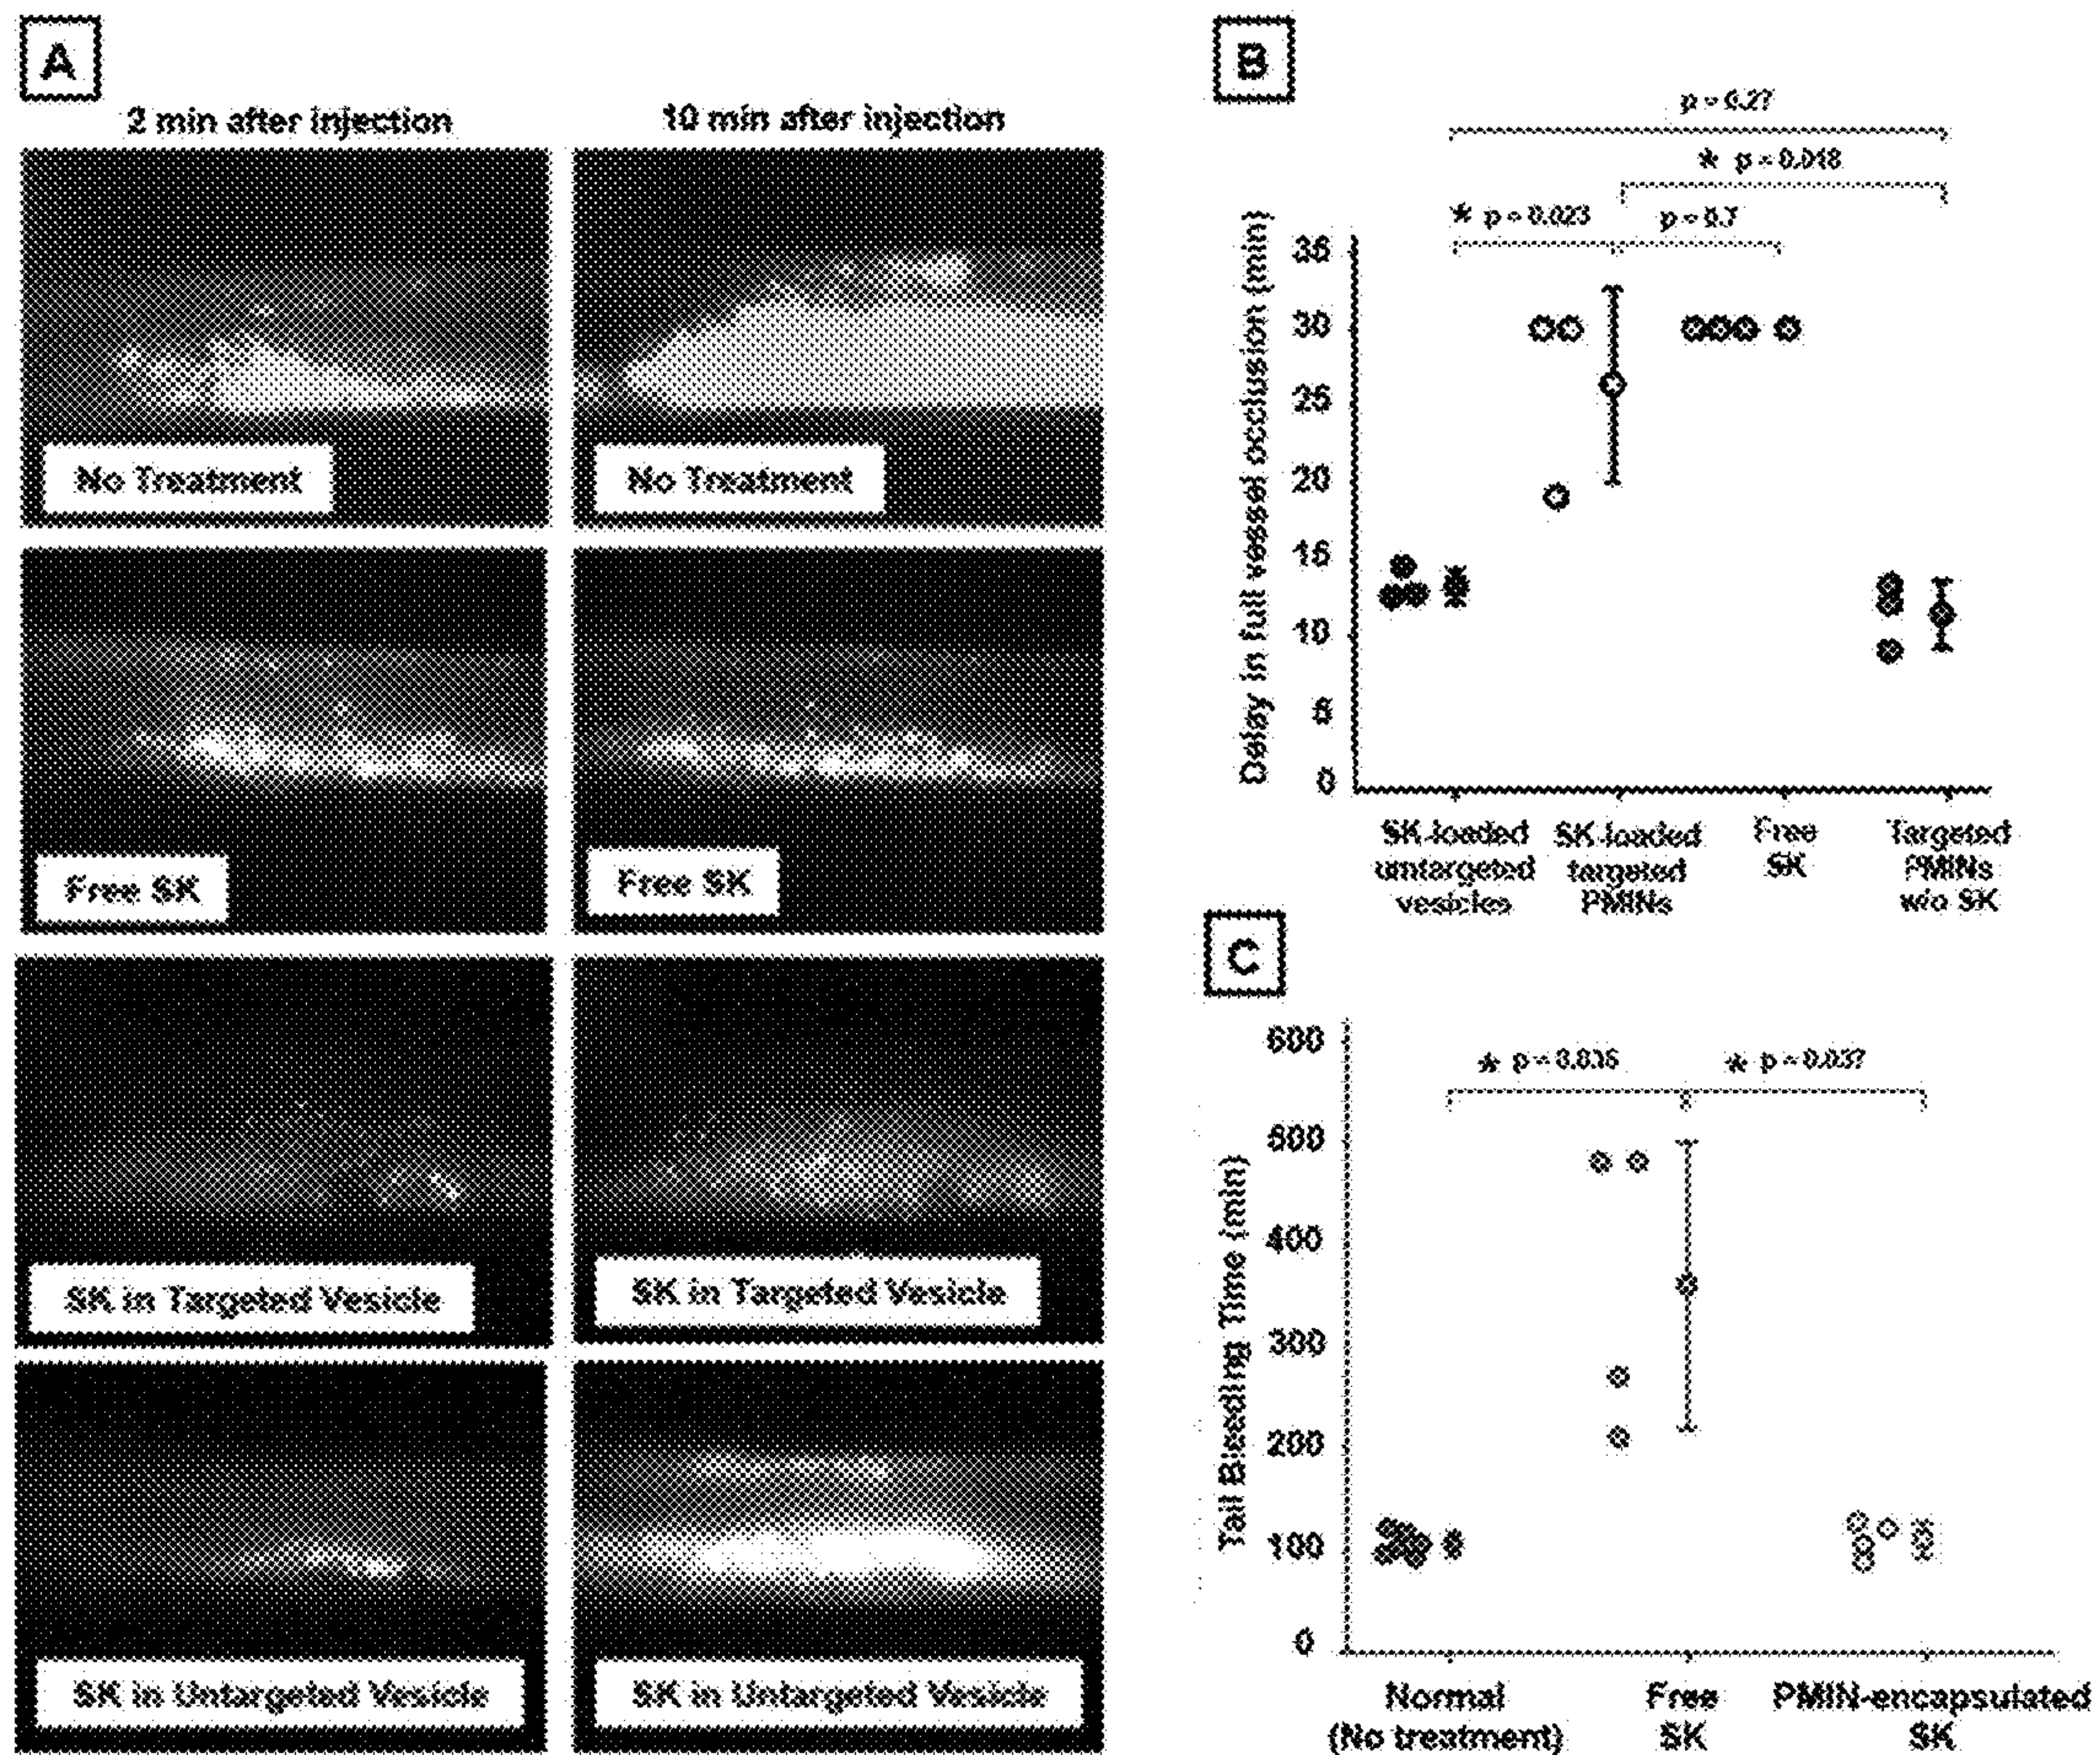 A
2 min after injection
10 min after injection
No Treatment
No Treatment
Free SK
Free SK
SK in Targeted Vesicle
SK in Targeted Vesicle
SK in Untargeted Vesicle
SK in Untargeted Vesicle
B
p = 0.27
* p = 0.018
* p = 0.023
p = 0.7
Delay in full vessel occlusion (min)
35
30
25
20
15
10
5
0
SK-loaded
untargeted
vesicles
SK-loaded
targeted
PMINs
Free
SK
Targeted
PMINs
w/o SK
C
* p =
* p = 0.037
Tail Bleeding Time (min)
600
500
400
300
200
100
0
Normal
(No treatment)
Free
SK
PMIN-encapsulated
SK